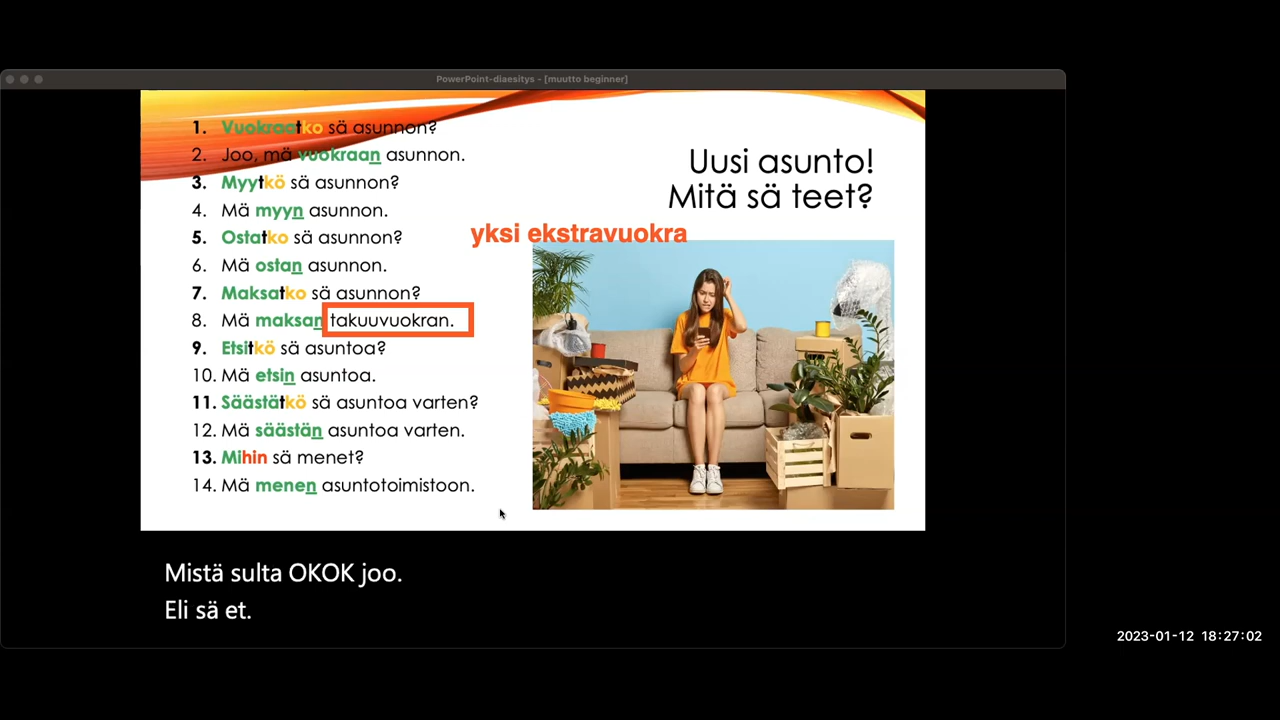 PowerPoint-diaesitys - [muutto beginner]
1. Vuokraatko sä asunnon?
2. Joo, mä vuokraan asunnon.
3. Myytkö sä asunnon?
4. Mä myyn asunnon.
5. Ostatko sä asunnon?
6. Mä ostan asunnon.
7. Maksatko sä asunnon?
8. Mä maksan takuuvuokran.
9. Etsitkö sä asuntoa?
10. Mä etsin asuntoa.
11. Säästätkö sä asuntoa varten?
12. Mä säästän asuntoa varten.
13. Mihin sä menet?
14. Mä menen asuntotoimistoon.
Uusi asunto!
Mitä sä teet?
yksi ekstravuokra
Mistä sulta OKOK joo.
Eli sä et.
2023-01-12 18:27:02